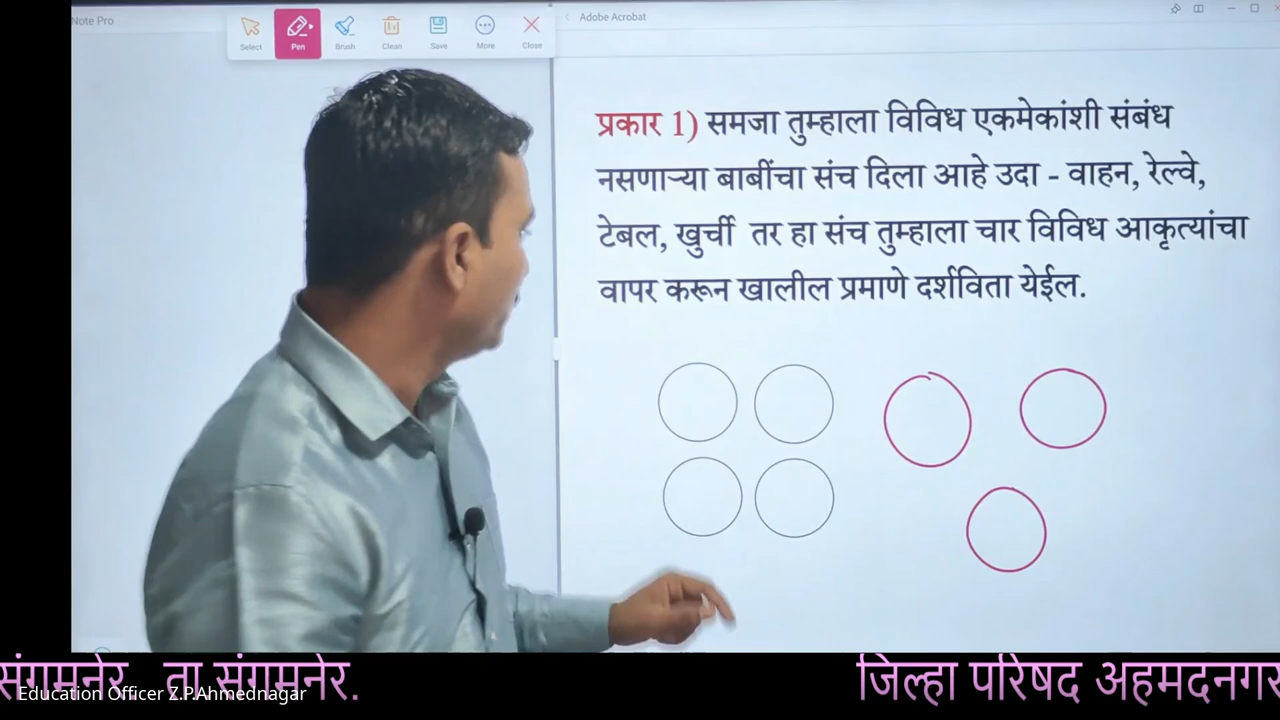 Note Pro
Adobe Acrobat
Select Pen Brush Clean Save More Close
प्रकार 1) समजा तुम्हाला विविध एकमेकांशी संबंध
नसणाऱ्या बाबींचा संच दिला आहे उदा - वाहन, रेल्वे,
टेबल, खुर्ची तर हा संच तुम्हाला चार विविध आकृत्यांचा
वापर करून खालील प्रमाणे दर्शविता येईल.
संगमनेर, ता संगमनेर. जिल्हा परिषद अहमदनगर
Education Officer Z.P.Ahmednagar